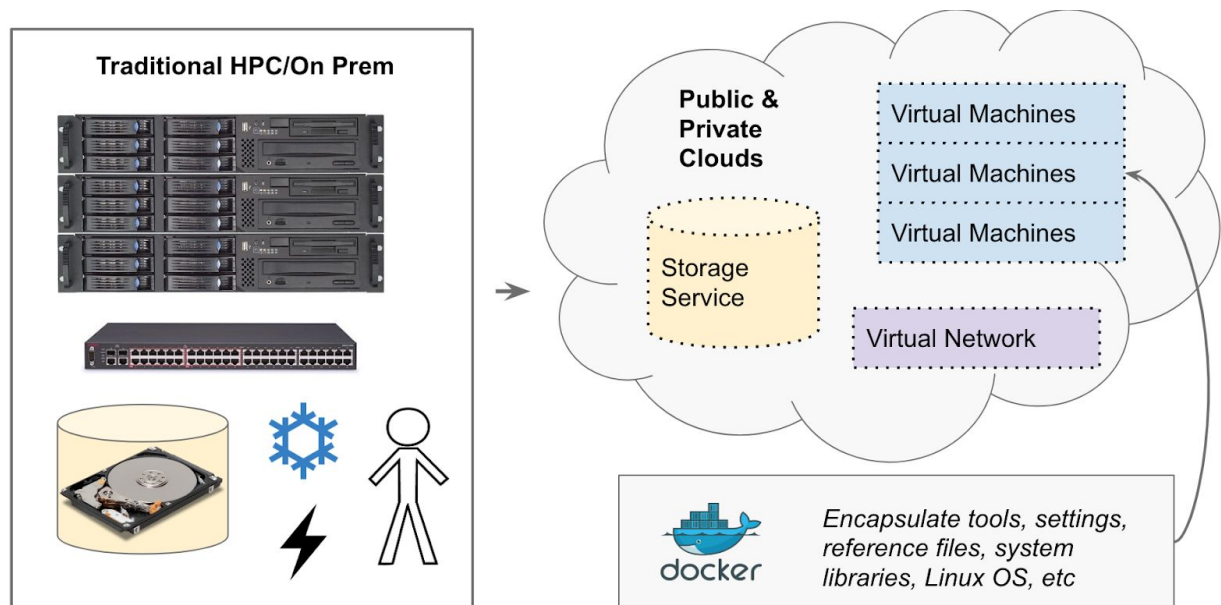 Traditional HPC/On Prem
Public &
Private
Clouds
Virtual Machines
Virtual Machines
Virtual Machines
Storage
Service
Virtual Network
docker
Encapsulate tools, settings,
reference files, system
libraries, Linux OS, etc